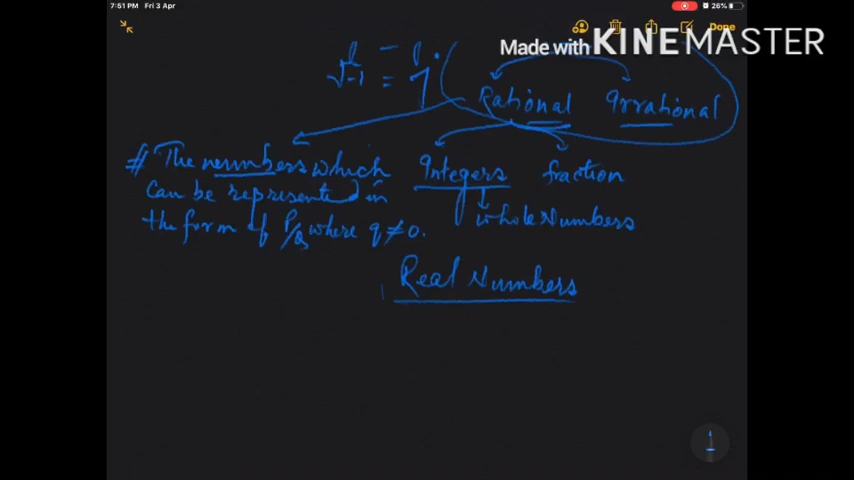 7:51 PM Fri 3 Apr
26%
Done
Made with KINEMASTER
√-1 = 
Rational Irrational
# The numbers which
can be represented in
the form of P/Q where q ≠ 0.
Integers fraction
whole Numbers
Real Numbers